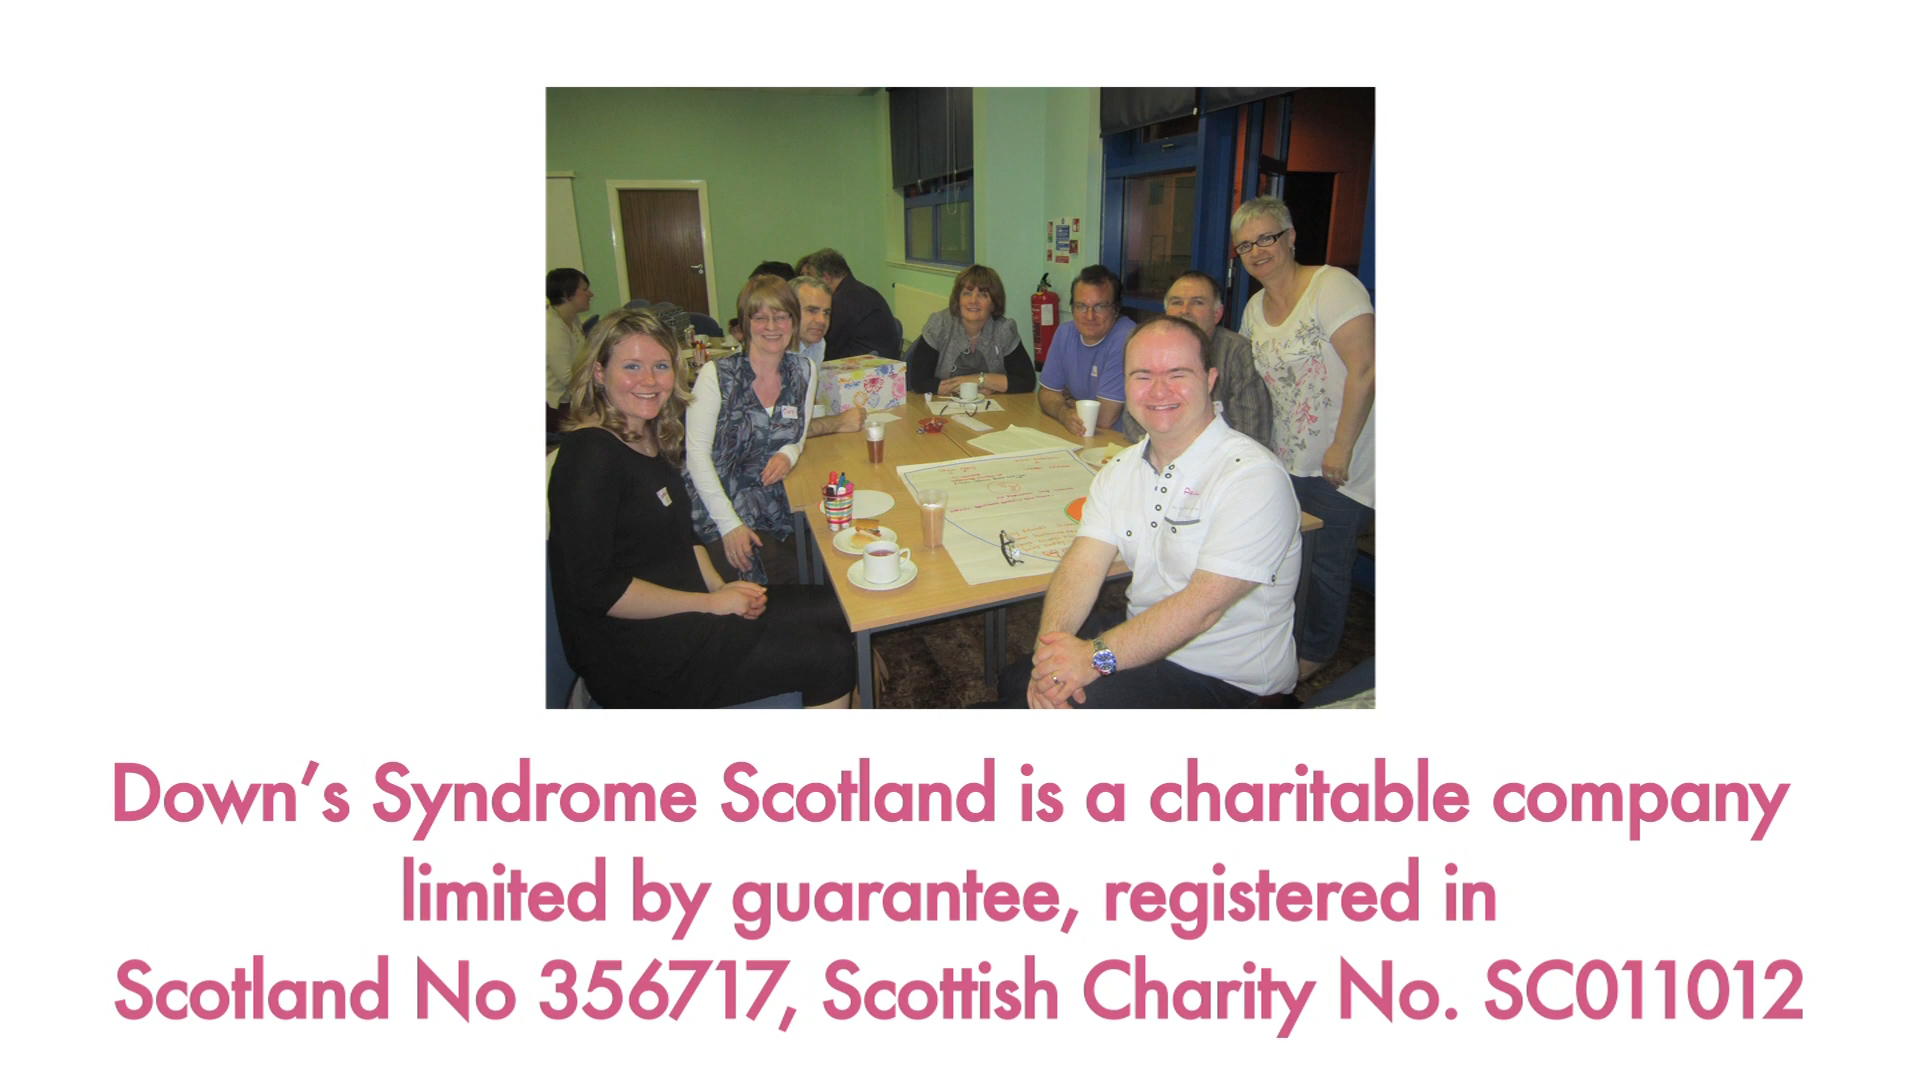 Down’s Syndrome Scotland is a charitable company
limited by guarantee, registered in
Scotland No 356717, Scottish Charity No. SC011012